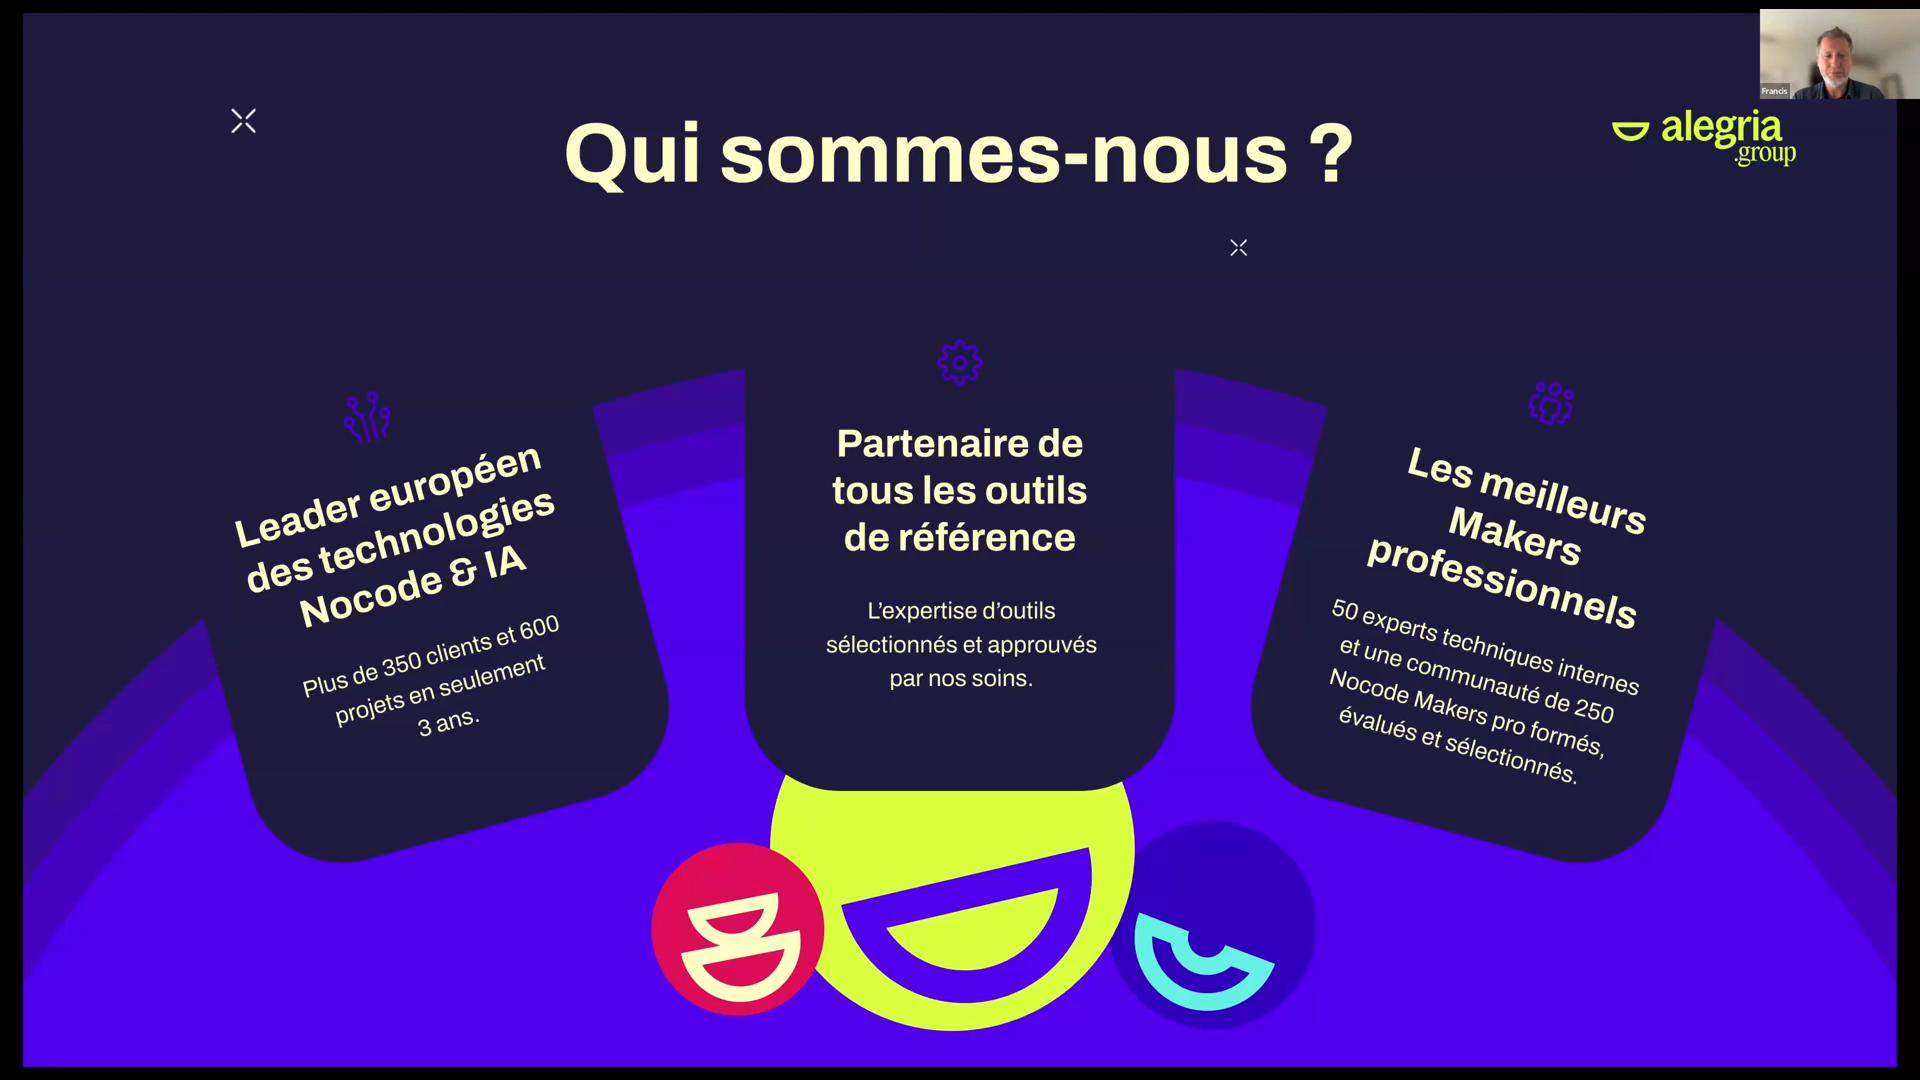 Francis
alegria
.group
Qui sommes-nous ?
Leader européen
des technologies
Nocode & IA
Plus de 350 clients et 600
projets en seulement
3 ans.
Partenaire de
tous les outils
de référence
L’expertise d’outils
sélectionnés et approuvés
par nos soins.
Les meilleurs
Makers
professionnels
50 experts techniques internes
et une communauté de 250
Nocode Makers pro formés,
évalués et sélectionnés.